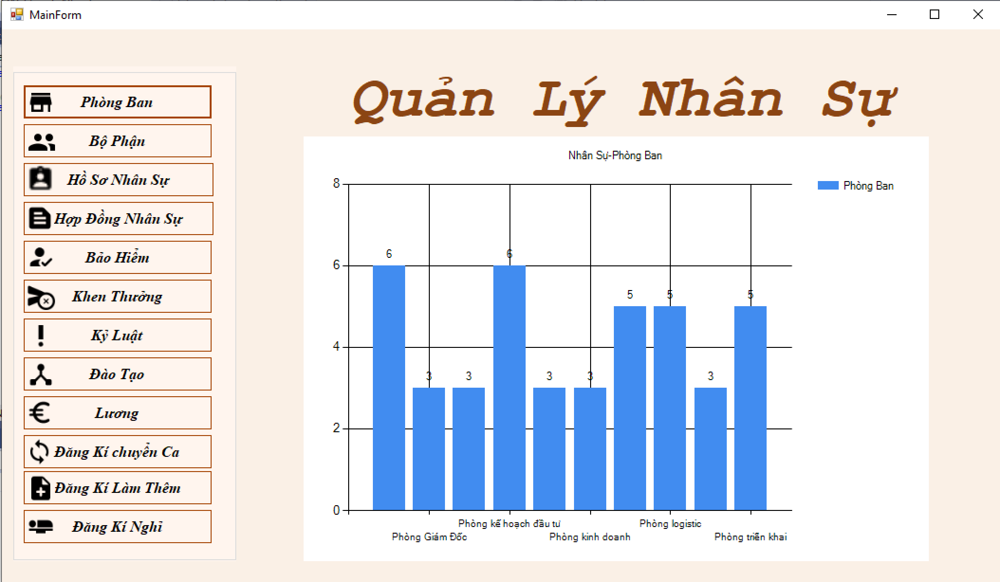 MainForm
Quản Lý Nhân Sự
Phòng Ban
Bộ Phận
Hồ Sơ Nhân Sự
Hợp Đồng Nhân Sự
Bảo Hiểm
Khen Thưởng
Kỷ Luật
Đào Tạo
Lương
Đăng Kí chuyển Ca
Đăng Kí Làm Thêm
Đăng Kí Nghỉ
Nhân Sự-Phòng Ban
Phòng Ban
8
6
4
2
0
6
3
3
6
3
3
5
5
3
5
Phòng kế hoạch đầu tư
Phòng logistic
Phòng Giám Đốc
Phòng kinh doanh
Phòng triển khai